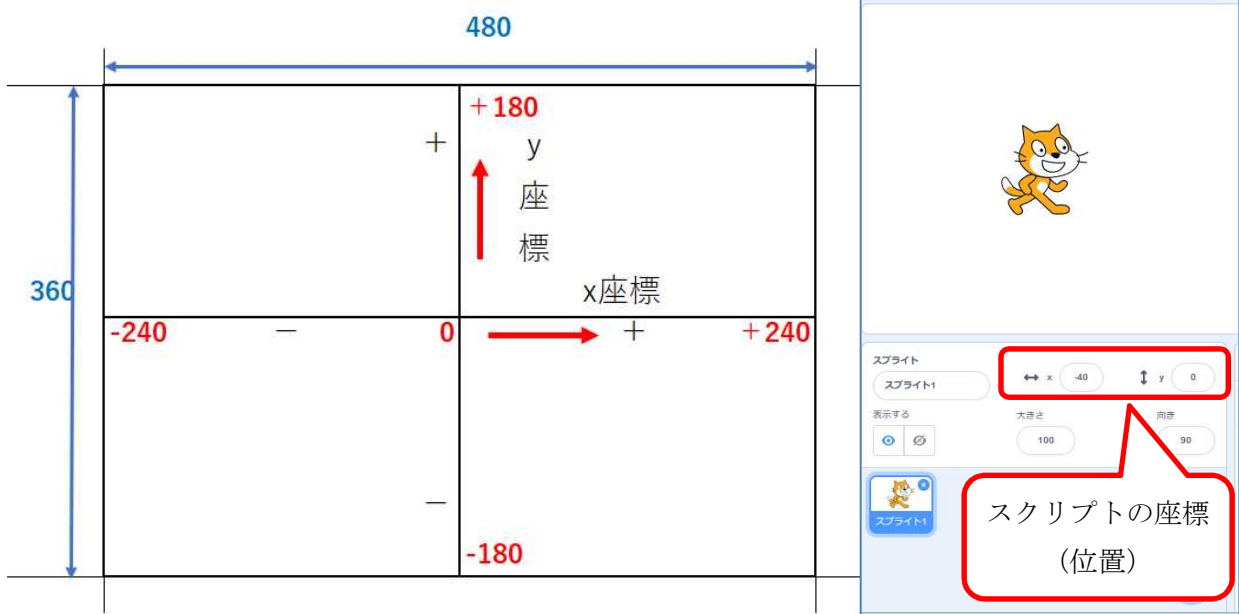 480
+180
+
y
座
標
360
x座標
-240
－
0
+
+240
－
-180
スプライト
スプライト1
x
-40
y
0
表示する
大きさ
100
向き
90
スプライト1
スクリプトの座標
（位置）